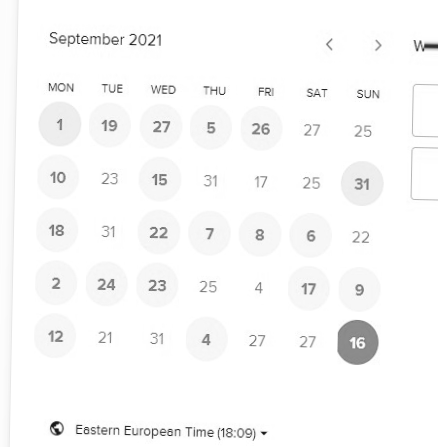 September 2021
MON TUE WED THU FRI SAT SUN
1 19 27 5 26 27 25
10 23 15 31 17 25 31
18 31 22 7 8 6 22
2 24 23 25 4 17 9
12 21 31 4 27 27 16
Eastern European Time (18:09)